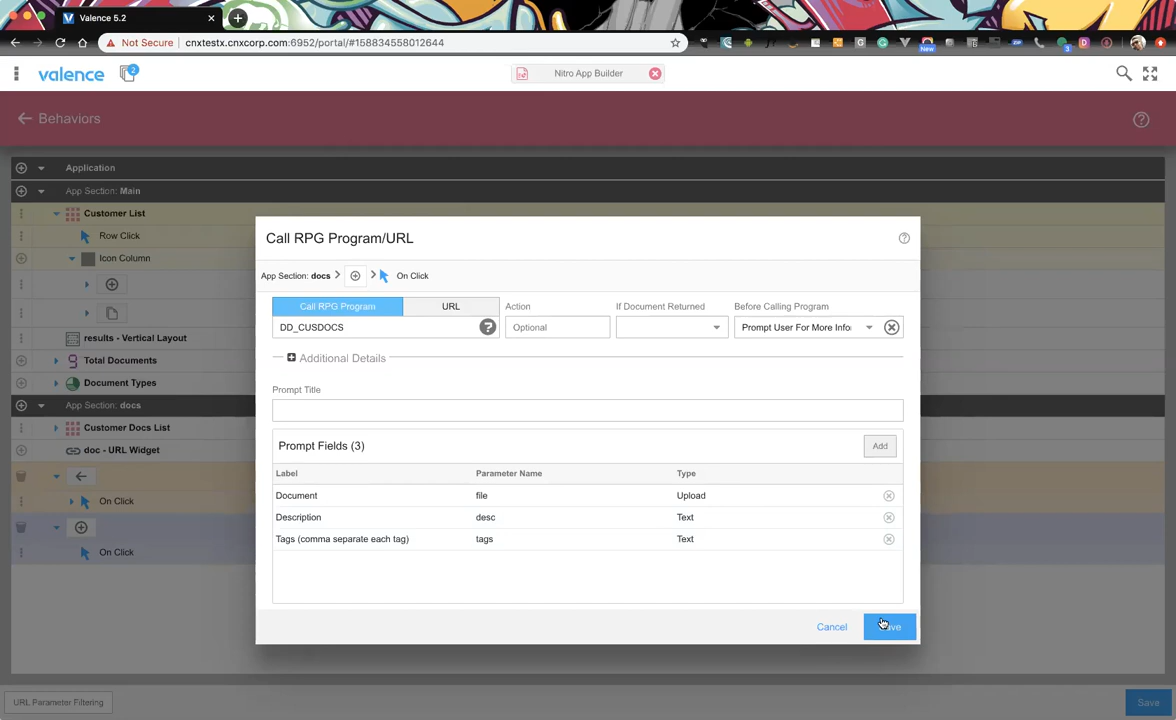 Valence 5.2
Not Secure
cnxtestx.cnxcorp.com:6952/portal/#158834558012644
New
3
valence
2
Nitro App Builder
Behaviors
Application
App Section: Main
Customer List
Row Click
Icon Column
results - Vertical Layout
Total Documents
Document Types
App Section: docs
Customer Docs List
doc - URL Widget
On Click
On Click
Call RPG Program/URL
App Section: docs
On Click
Call RPG Program
URL
Action
If Document Returned
Before Calling Program
DD_CUSDOCS
Optional
Prompt User For More Infor
Additional Details
Prompt Title
Prompt Fields (3)
Add
Label
Parameter Name
Type
Document
file
Upload
Description
desc
Text
Tags (comma separate each tag)
tags
Text
Cancel
Save
URL Parameter Filtering
Save